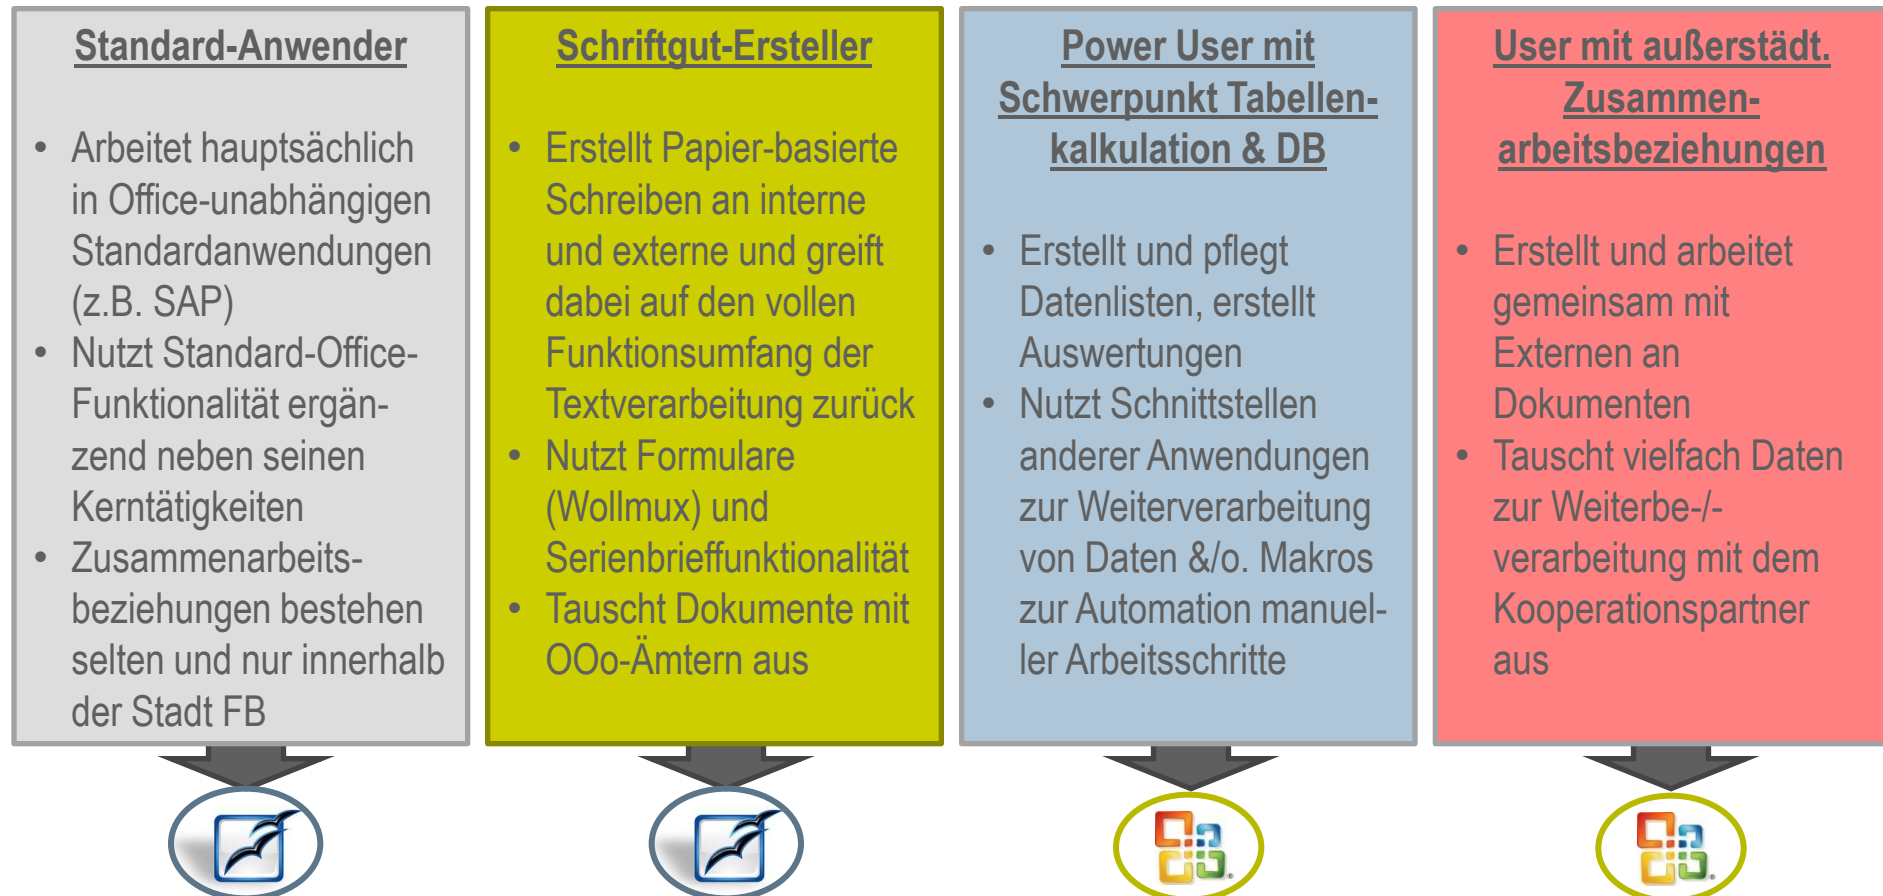 Standard-Anwender
• Arbeitet hauptsächlich
in Office-unabhängigen
Standardanwendungen
(z.B. SAP)
• Nutzt Standard-Office-
Funktionalität ergän-
zend neben seinen
Kerntätigkeiten
• Zusammenarbeits-
beziehungen bestehen
selten und nur innerhalb
der Stadt FB
Schriftgut-Ersteller
• Erstellt Papier-basierte
Schreiben an interne
und externe und greift
dabei auf den vollen
Funktionsumfang der
Textverarbeitung zurück
• Nutzt Formulare
(Wollmux) und
Serienbrieffunktionalität
• Tauscht Dokumente mit
OOo-Ämtern aus
Power User mit
Schwerpunkt Tabellen-
kalkulation & DB
• Erstellt und pflegt
Datenlisten, erstellt
Auswertungen
• Nutzt Schnittstellen
anderer Anwendungen
zur Weiterverarbeitung
von Daten &/o. Makros
zur Automation manuel-
ler Arbeitsschritte
User mit außerstädt.
Zusammen-
arbeitsbeziehungen
• Erstellt und arbeitet
gemeinsam mit
Externen an
Dokumenten
• Tauscht vielfach Daten
zur Weiterbe-/-
verarbeitung mit dem
Kooperationspartner
aus